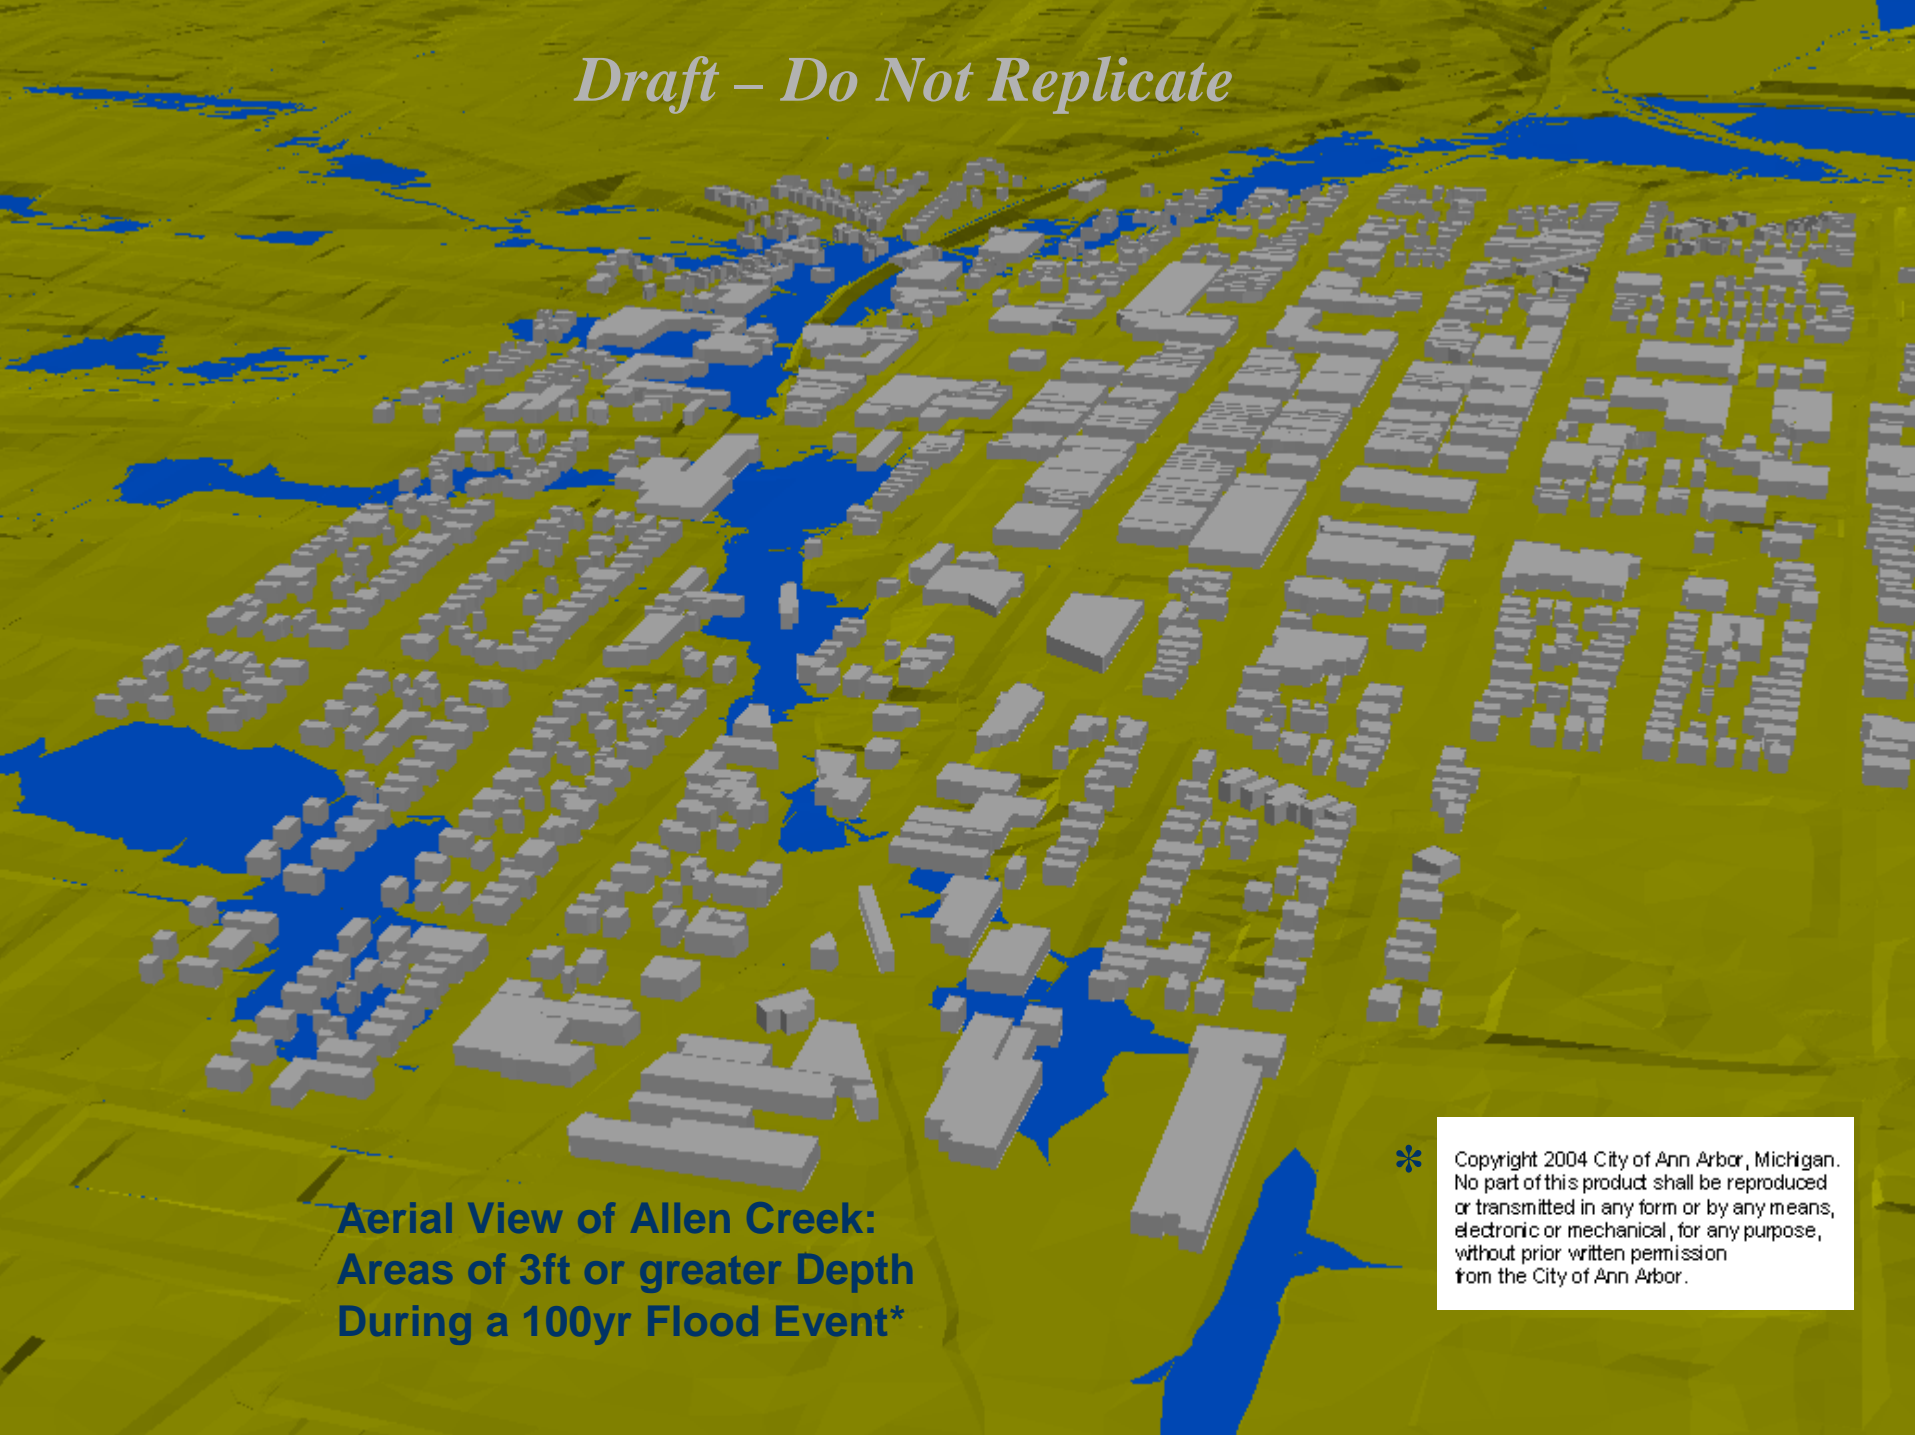 Draft – Do Not Replicate
Aerial View of Allen Creek:
Areas of 3ft or greater Depth
During a 100yr Flood Event*
* Copyright 2004 City of Ann Arbor, Michigan.
No part of this product shall be reproduced
or transmitted in any form or by any means,
electronic or mechanical, for any purpose,
without prior written permission
from the City of Ann Arbor.